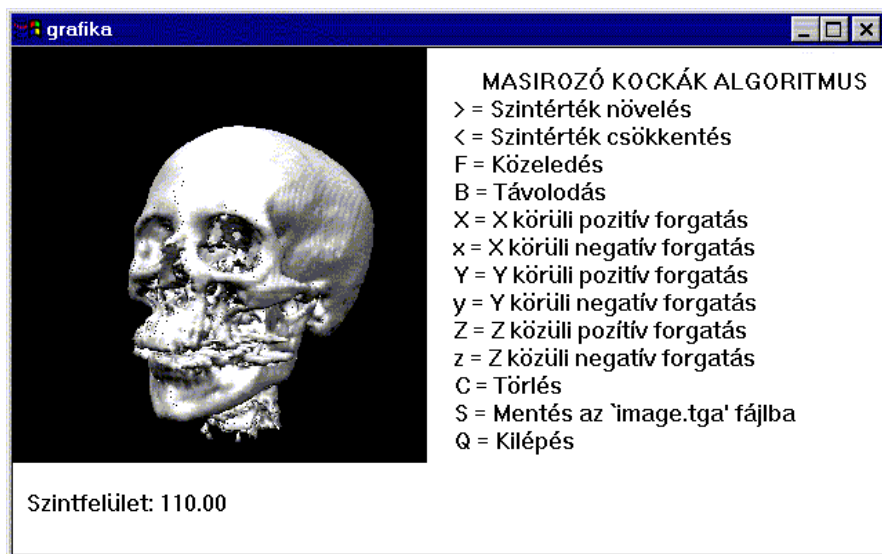 grafika
MASIROZÓ KOCKÁK ALGORITMUS
> = Szintérték növelés
< = Szintérték csökkentés
F = Közeledés
B = Távolodás
X = X körüli pozitív forgatás
x = X körüli negatív forgatás
Y = Y körüli pozitív forgatás
y = Y körüli negatív forgatás
Z = Z közüli pozítív forgatás
z = Z közüli negatív forgatás
C = Törlés
S = Mentés az `image.tga' fájlba
Q = Kilépés
Szintfelület: 110.00